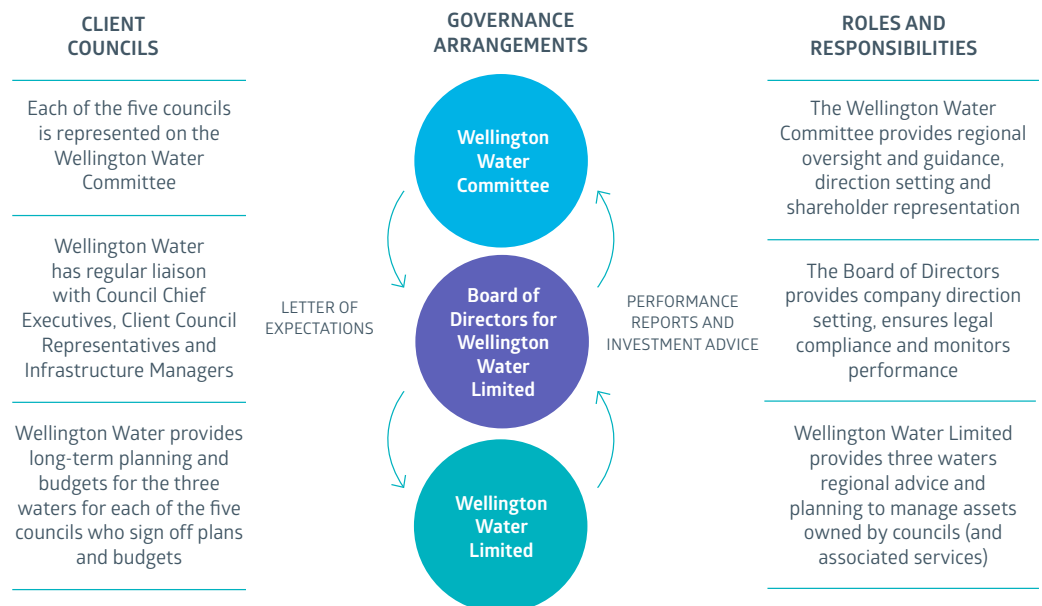 CLIENT
COUNCILS
Each of the five councils
is represented on the
Wellington Water
Committee
Wellington Water
has regular liaison
with Council Chief
Executives, Client Council
Representatives and
Infrastructure Managers
Wellington Water provides
long-term planning and
budgets for the three
waters for each of the five
councils who sign off plans
and budgets
GOVERNANCE
ARRANGEMENTS
Wellington
Water
Committee
LETTER OF
EXPECTATIONS
Board of
Directors for
Wellington
Water
Limited
PERFORMANCE
REPORTS AND
INVESTMENT ADVICE
Wellington
Water
Limited
ROLES AND
RESPONSIBILITIES
The Wellington Water
Committee provides regional
oversight and guidance,
direction setting and
shareholder representation
The Board of Directors
provides company direction
setting, ensures legal
compliance and monitors
performance
Wellington Water Limited
provides three waters
regional advice and
planning to manage assets
owned by councils (and
associated services)